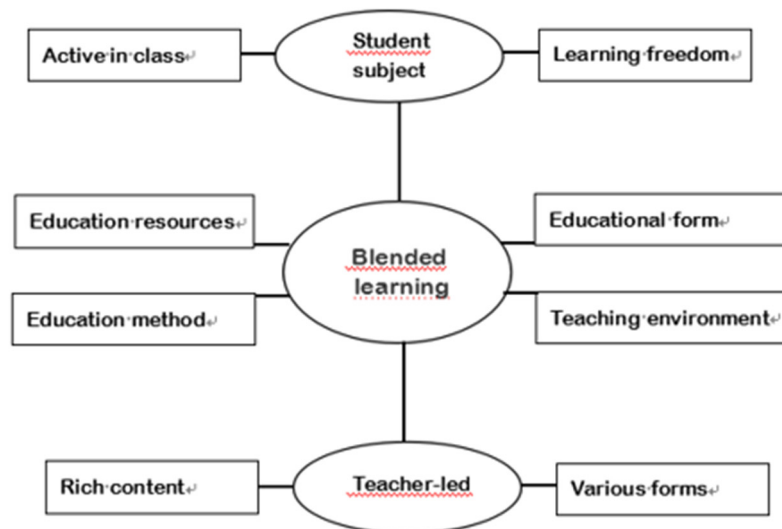 Active in class
Student
subject
Learning freedom
Education resources
Educational form
Blended
learning
Education method
Teaching environment
Rich content
Teacher-led
Various forms